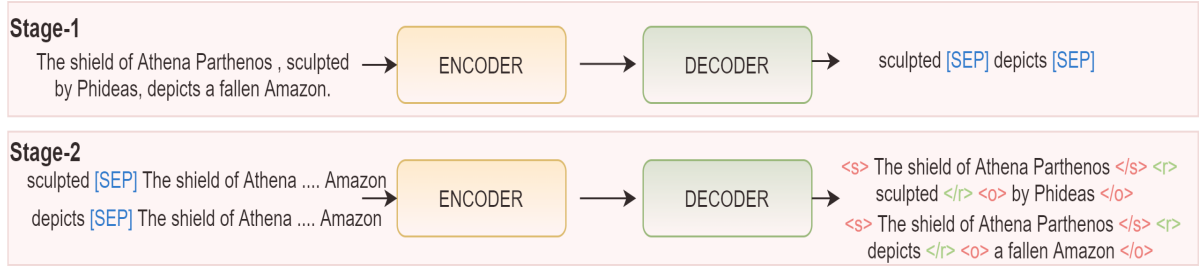 Stage-1
The shield of Athena Parthenos , sculpted
by Phideas, depicts a fallen Amazon.
ENCODER
DECODER
sculpted [SEP] depicts [SEP]
Stage-2
sculpted [SEP] The shield of Athena .... Amazon
depicts [SEP] The shield of Athena .... Amazon
ENCODER
DECODER
<s> The shield of Athena Parthenos </s> <r>
sculpted </r> <o> by Phideas </o>
<s> The shield of Athena Parthenos </s> <r>
depicts </r> <o> a fallen Amazon </o>